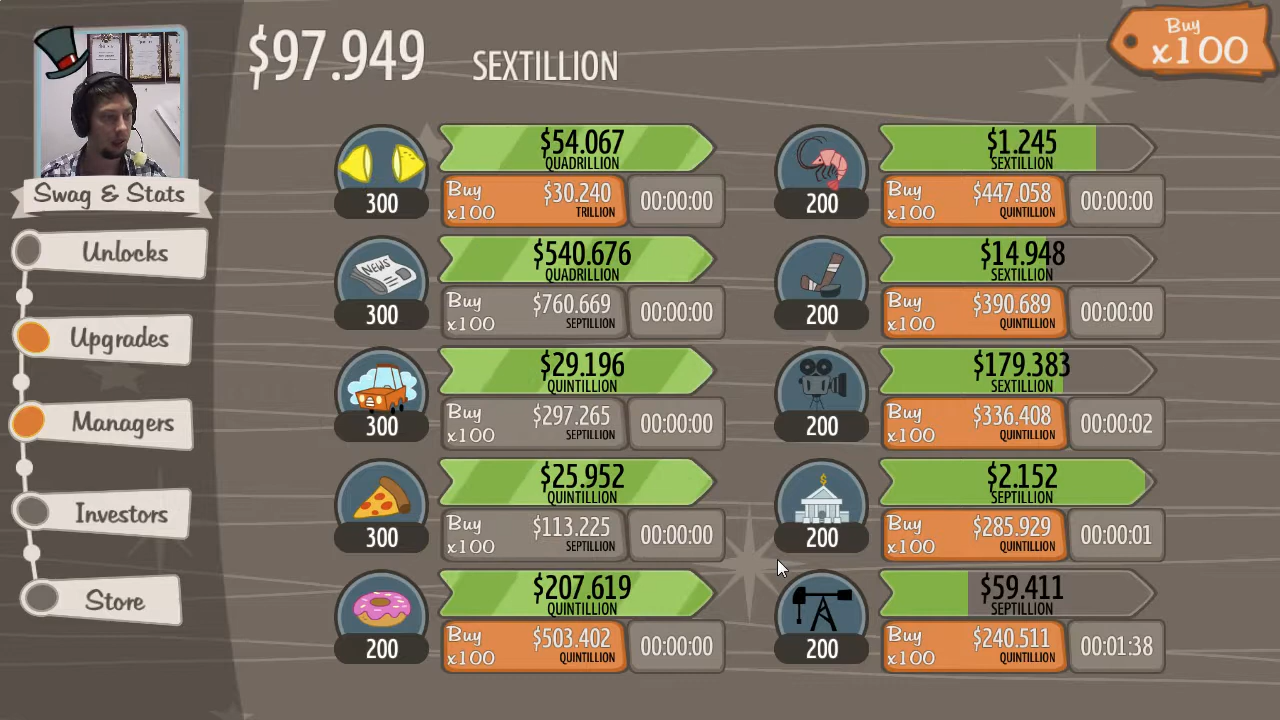 $97.949 SEXTILLION
Buy
x100
Swag & Stats
Unlocks
Upgrades
Managers
Investors
Store
$54.067
QUADRILLION
300
Buy
x100
$30.240
TRILLION
00:00:00
NEWS
$540.676
QUADRILLION
300
Buy
x100
$760.669
SEPTILLION
00:00:00
$29.196
QUINTILLION
300
Buy
x100
$297.265
SEPTILLION
00:00:00
$25.952
QUINTILLION
300
Buy
x100
$113.225
SEPTILLION
00:00:00
$207.619
QUINTILLION
200
Buy
x100
$503.402
QUINTILLION
00:00:00
$1.245
SEXTILLION
200
Buy
x100
$447.058
QUINTILLION
00:00:00
$14.948
SEXTILLION
200
Buy
x100
$390.689
QUINTILLION
00:00:00
$179.383
SEXTILLION
200
Buy
x100
$336.408
QUINTILLION
00:00:02
$2.152
SEPTILLION
200
Buy
x100
$285.929
QUINTILLION
00:00:01
$59.411
SEPTILLION
200
Buy
x100
$240.511
QUINTILLION
00:01:38